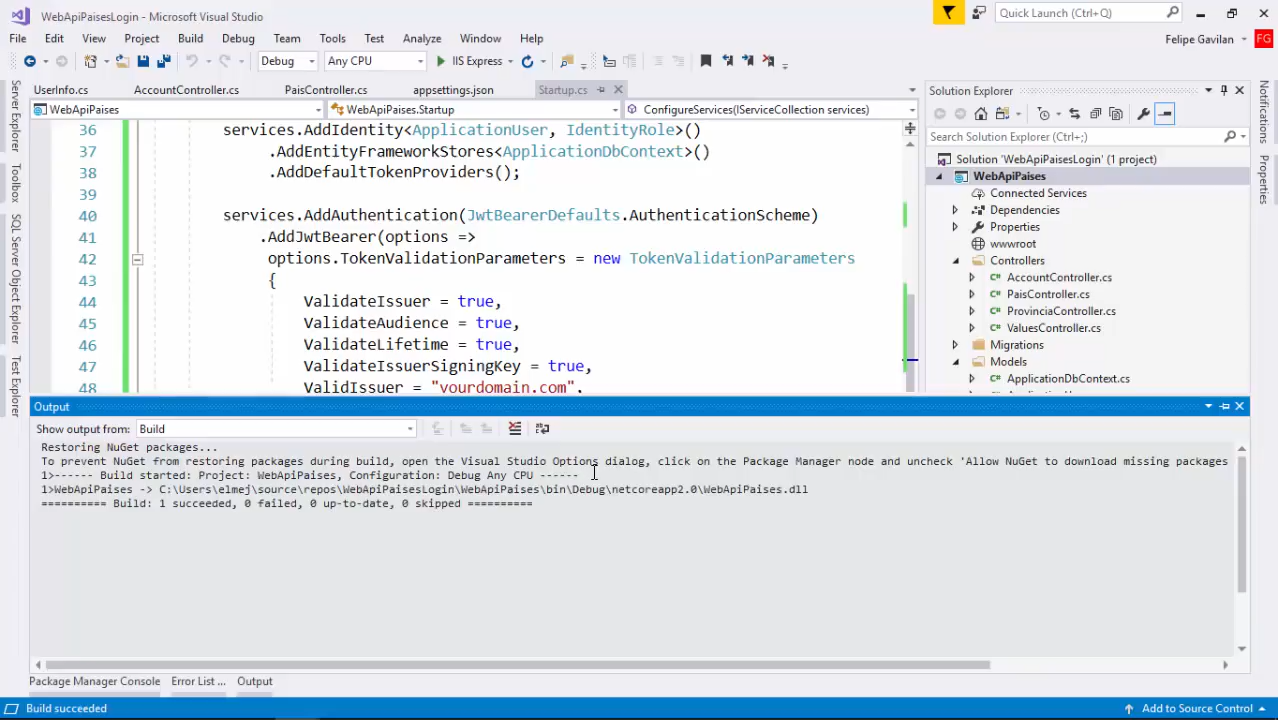 WebApiPaisesLogin - Microsoft Visual Studio
Quick Launch (Ctrl+Q)
File Edit View Project Build Debug Team Tools Test Analyze Window Help
Felipe Gavilan FG
Debug Any CPU IIS Express
UserInfo.cs AccountController.cs PaisController.cs appsettings.json Startup.cs
WebApiPaises WebApiPaises.Startup ConfigureServices(IServiceCollection services)
36 services.AddIdentity<ApplicationUser, IdentityRole>()
37 .AddEntityFrameworkStores<ApplicationDbContext>()
38 .AddDefaultTokenProviders();
39
40 services.AddAuthentication(JwtBearerDefaults.AuthenticationScheme)
41 .AddJwtBearer(options =>
42 options.TokenValidationParameters = new TokenValidationParameters
43 {
44 ValidateIssuer = true,
45 ValidateAudience = true,
46 ValidateLifetime = true,
47 ValidateIssuerSigningKey = true,
48 ValidIssuer = "yourdomain.com",
Server Explorer
Toolbox
SQL Server Object Explorer
Test Explorer
Solution Explorer
Search Solution Explorer (Ctrl+;)
Solution 'WebApiPaisesLogin' (1 project)
WebApiPaises
Connected Services
Dependencies
Properties
wwwroot
Controllers
AccountController.cs
PaisController.cs
ProvinciaController.cs
ValuesController.cs
Migrations
Models
ApplicationDbContext.cs
Notifications
Properties
Output
Show output from: Build
Restoring NuGet packages...
To prevent NuGet from restoring packages during build, open the Visual Studio Options dialog, click on the Package Manager node and uncheck 'Allow NuGet to download missing packages
1>------ Build started: Project: WebApiPaises, Configuration: Debug Any CPU ------
1>WebApiPaises -> C:\Users\elmej\source\repos\WebApiPaisesLogin\WebApiPaises\bin\Debug\netcoreapp2.0\WebApiPaises.dll
========== Build: 1 succeeded, 0 failed, 0 up-to-date, 0 skipped ==========
Package Manager Console Error List ... Output
Build succeeded
Add to Source Control